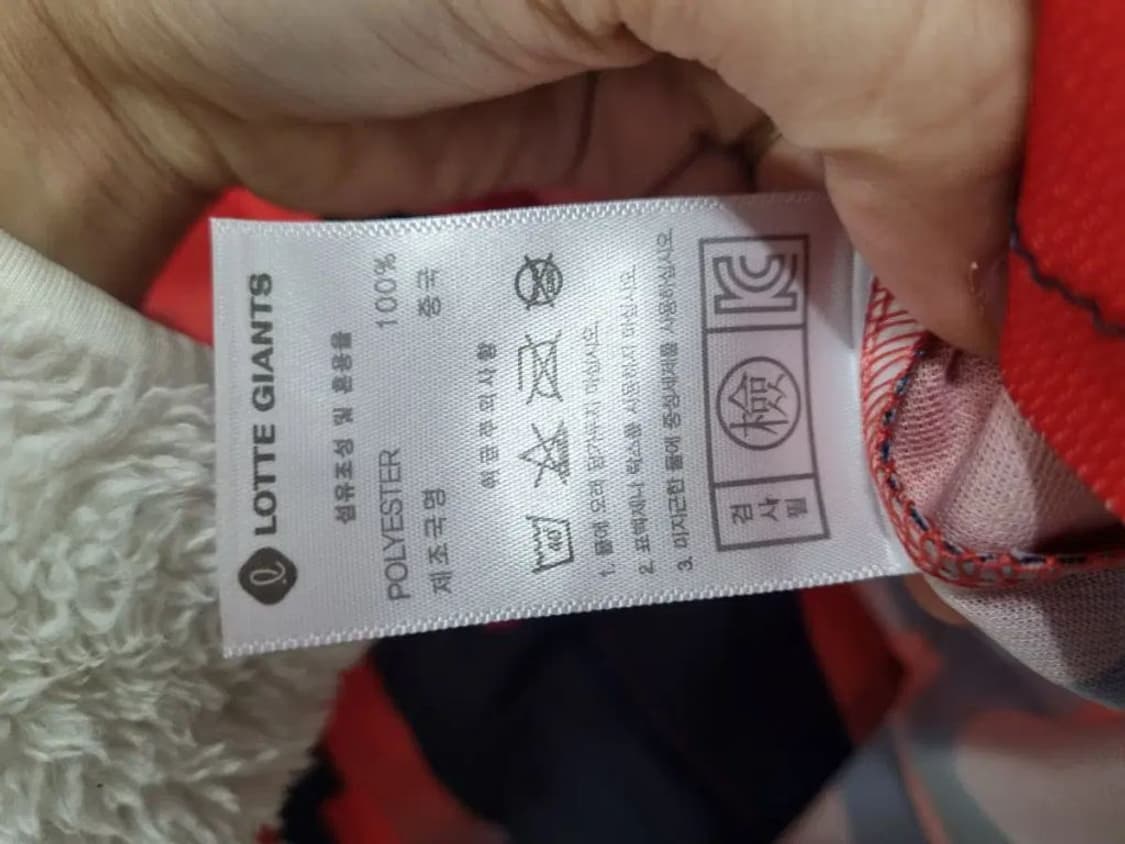 LOTTE GIANTS
섬유조성 및 혼용율
POLYESTER 100%
제조국명 중국
취급주의사항
40
1. 물에 오래 담가두지 마십시오
2. 표백세나 락스를 사용하지 마십시오
3. 미지근한 물에 중성세제를 사용하십시오
검사필
檢
KC